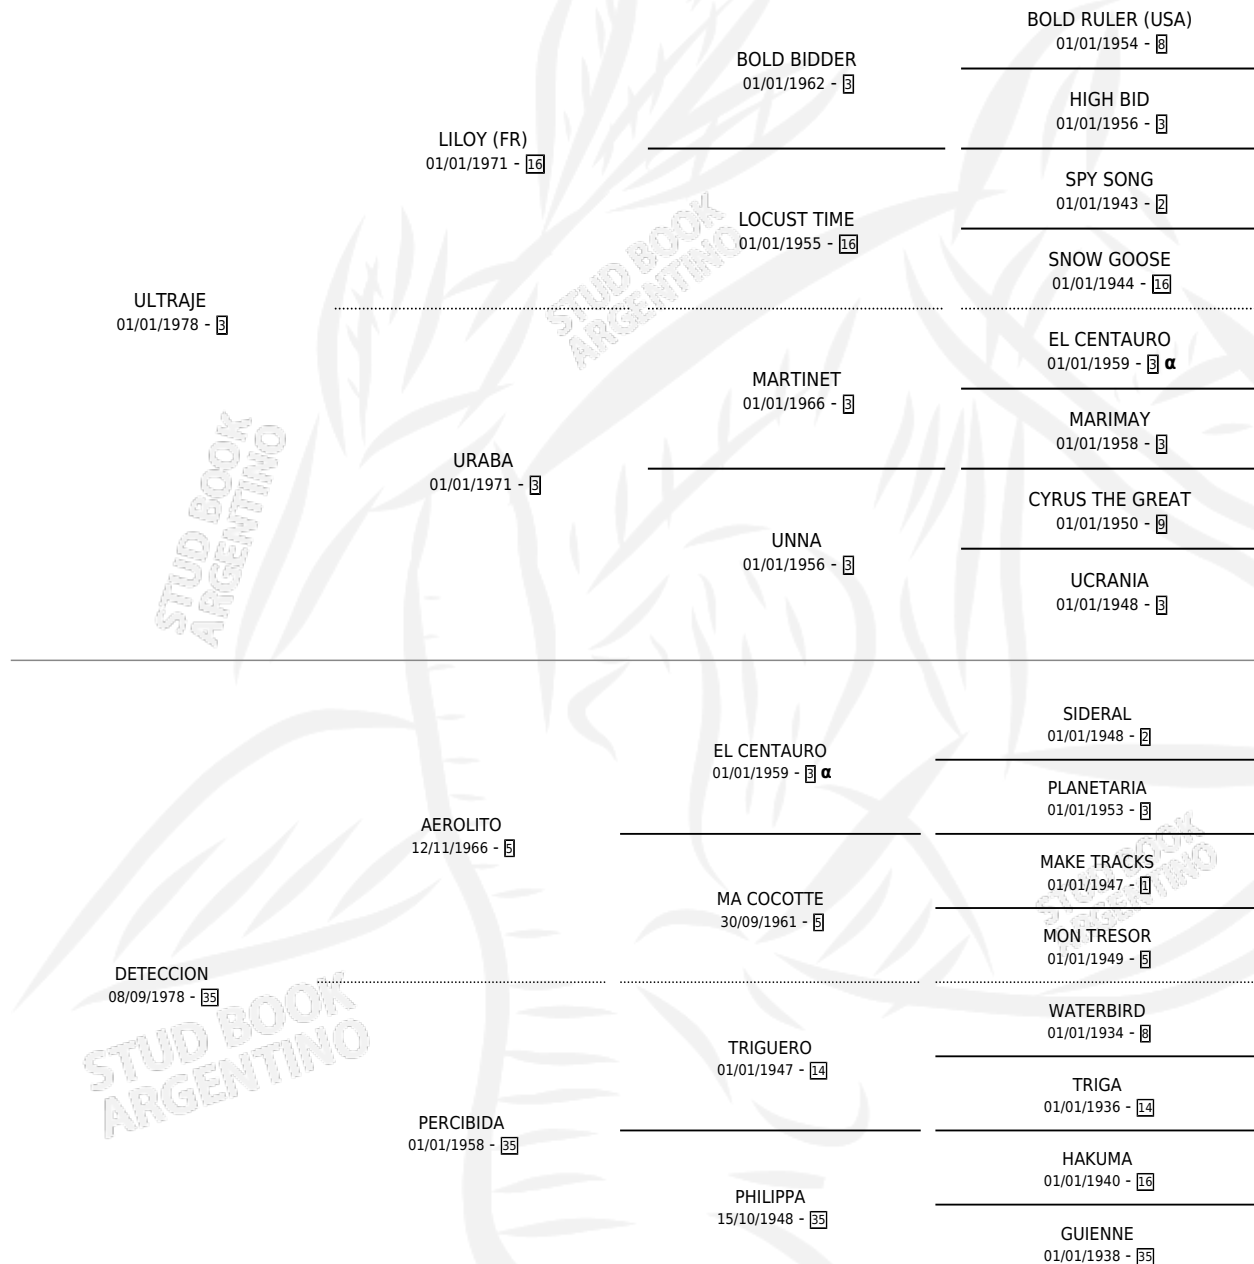 BOLD RULER (USA)
01/01/1954 - 8
BOLD BIDDER
01/01/1962 - 3
HIGH BID
01/01/1956 - 3
LILOY (FR)
01/01/1971 - 16
SPY SONG
01/01/1943 - 2
LOCUST TIME
01/01/1955 - 16
SNOW GOOSE
01/01/1944 - 16
STUD BOOK
ARGENTINO
ULTRAJE
01/01/1978 - 3
EL CENTAURO
01/01/1959 - 3 α
MARTINET
01/01/1966 - 3
MARIMAY
01/01/1958 - 3
URABA
01/01/1971 - 3
CYRUS THE GREAT
01/01/1950 - 9
UNNA
01/01/1956 - 3
UCRANIA
01/01/1948 - 3
STUD BOOK
ARGENTINO
SIDERAL
01/01/1948 - 2
EL CENTAURO
01/01/1959 - 3 α
PLANETARIA
01/01/1953 - 3
AEROLITO
12/11/1966 - 5
MAKE TRACKS
01/01/1947 - 1
MA COCOTTE
30/09/1961 - 5
MON TRESOR
01/01/1949 - 5
STUD BOOK
ARGENTINO
DETECCION
08/09/1978 - 35
WATERBIRD
01/01/1934 - 8
TRIGUERO
01/01/1947 - 14
TRIGA
01/01/1936 - 14
STUD BOOK
ARGENTINO
PERCIBIDA
01/01/1958 - 35
HAKUMA
01/01/1940 - 16
PHILIPPA
15/10/1948 - 35
GUIENNE
01/01/1938 - 35